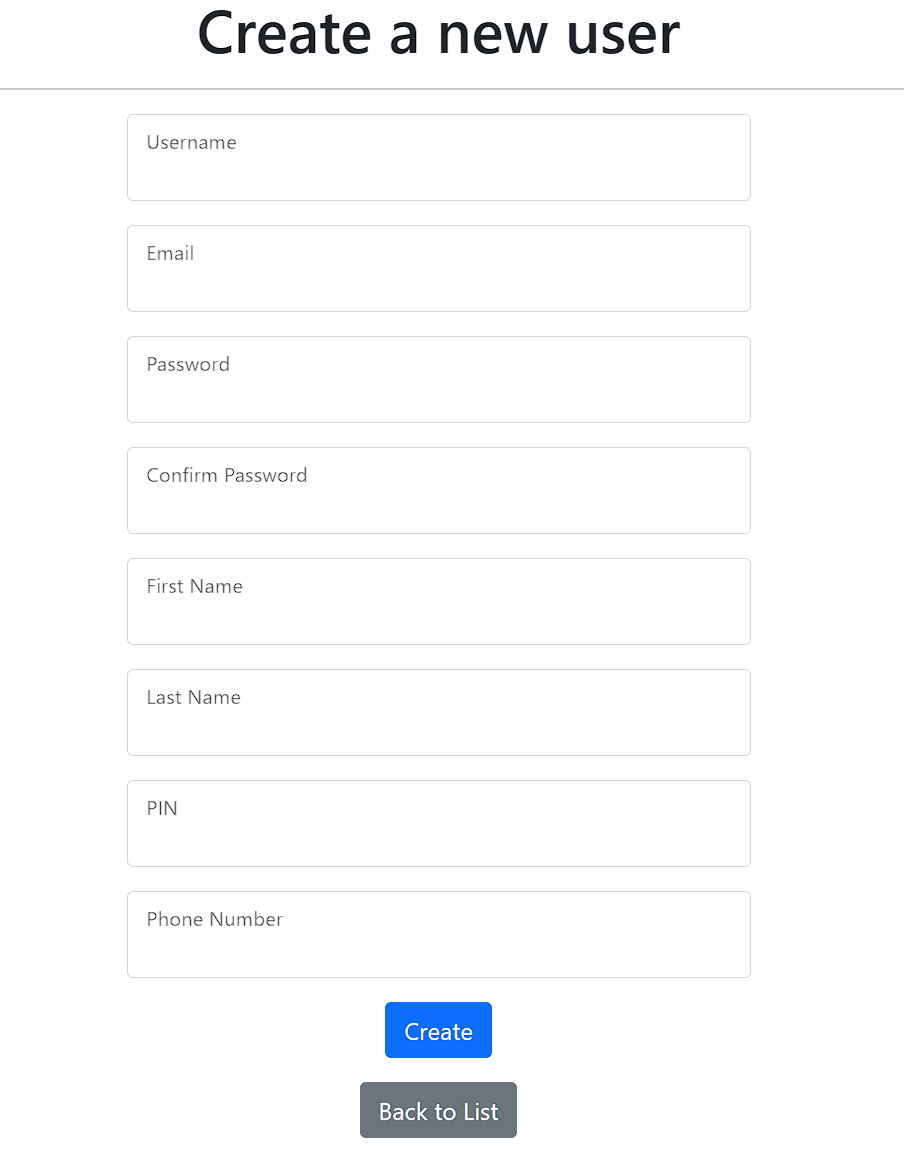 Create a new user
Username
Email
Password
Confirm Password
First Name
Last Name
PIN
Phone Number
Create
Back to List